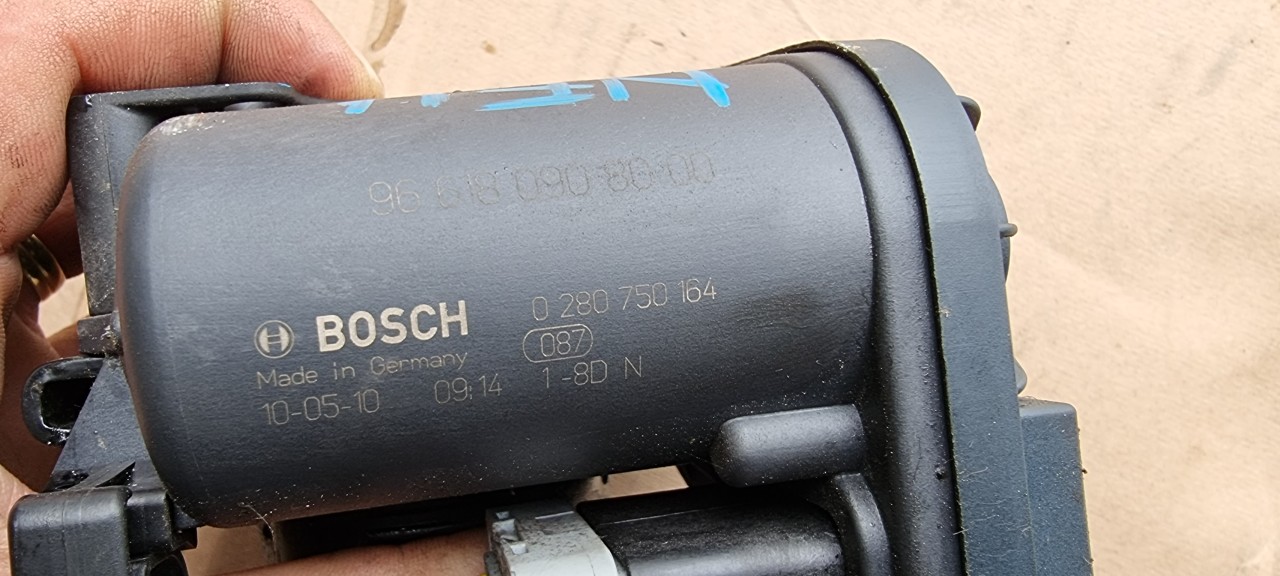 96 618 090 80 00
BOSCH 0 280 750 164
087
Made in Germany
10-05-10 09:14 1-8D N